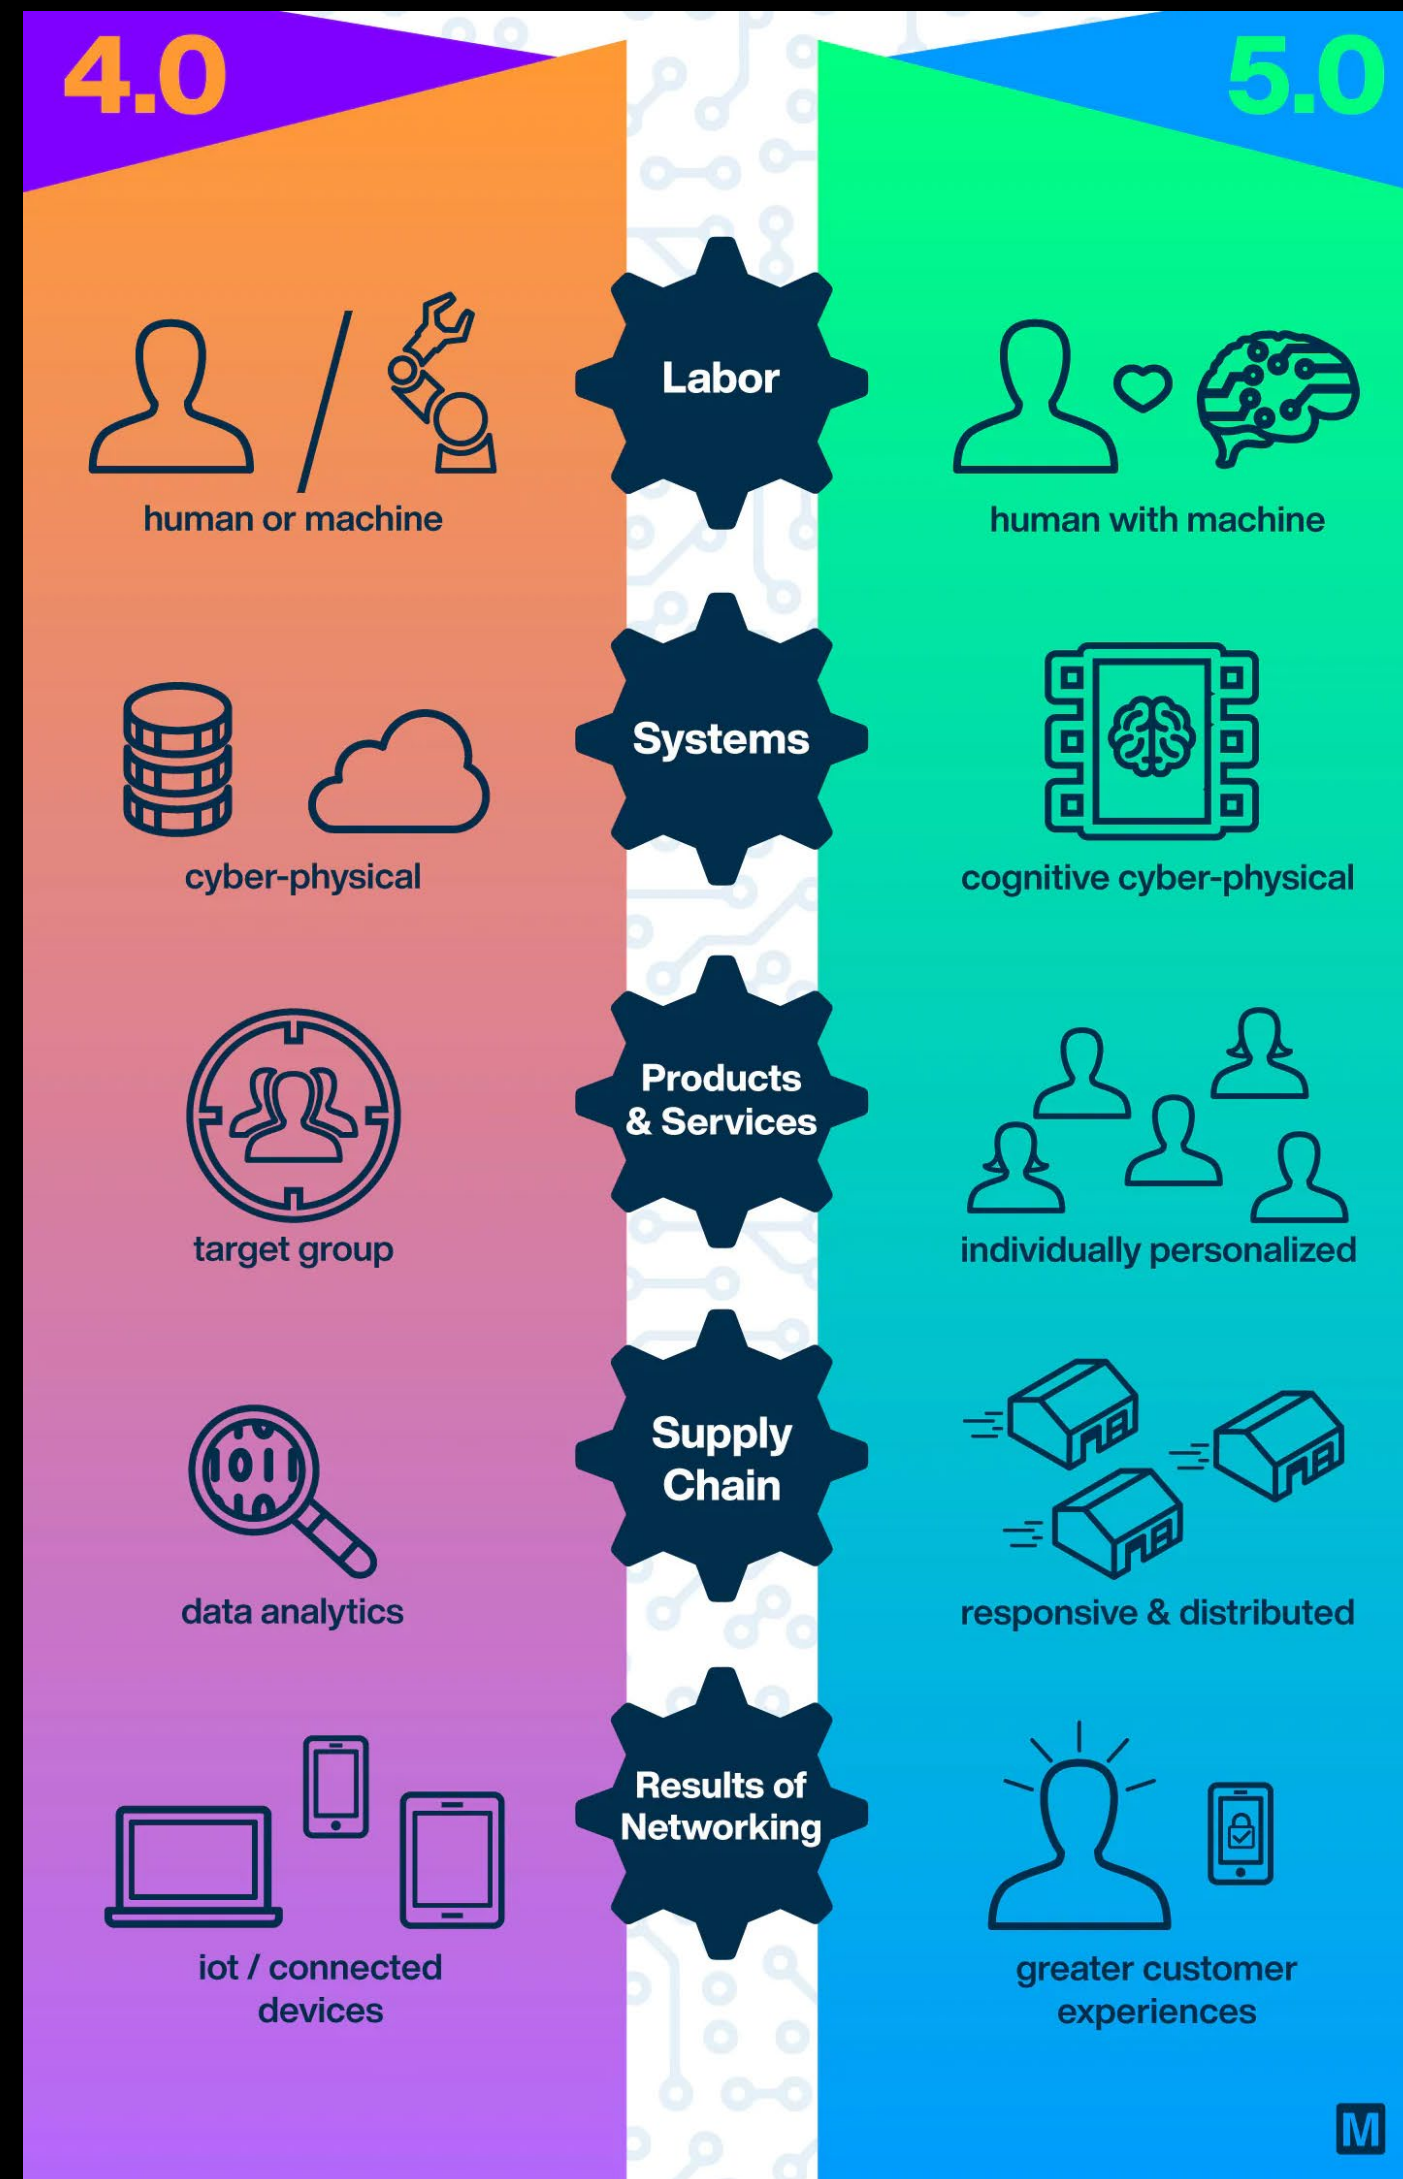 4.0
5.0
Labor
human or machine
human with machine
Systems
cyber-physical
cognitive cyber-physical
Products
& Services
target group
individually personalized
Supply
Chain
1011
10
data analytics
responsive & distributed
Results of
Networking
iot / connected
devices
greater customer
experiences
M